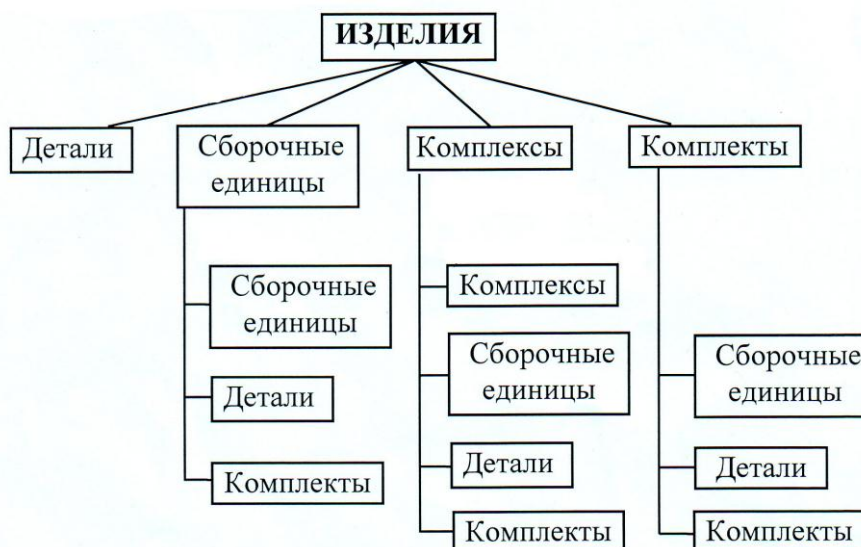 ИЗДЕЛИЯ
Детали
Сборочные
единицы
Комплексы
Комплекты
Сборочные
единицы
Детали
Комплекты
Комплексы
Сборочные
единицы
Детали
Комплекты
Сборочные
единицы
Детали
Комплекты